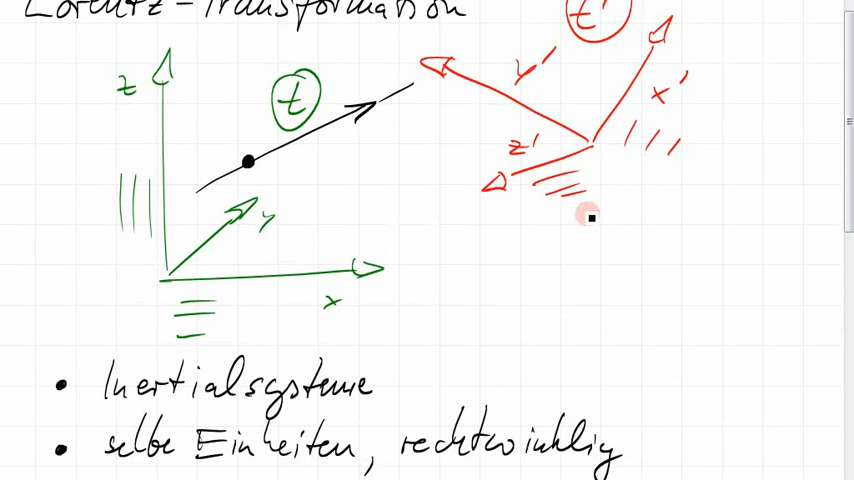 Lorentz-Transformation
t'
z
t
y'
x'
z'
y
x
• Inertialsysteme
• selbe Einheiten, rechtwinklig